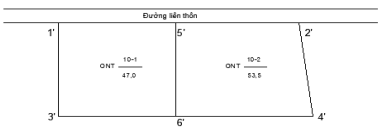 Đường liên thôn
1' 5' 2'
ONT 10-1
47,0
ONT 10-2
53,5
3' 6' 4'